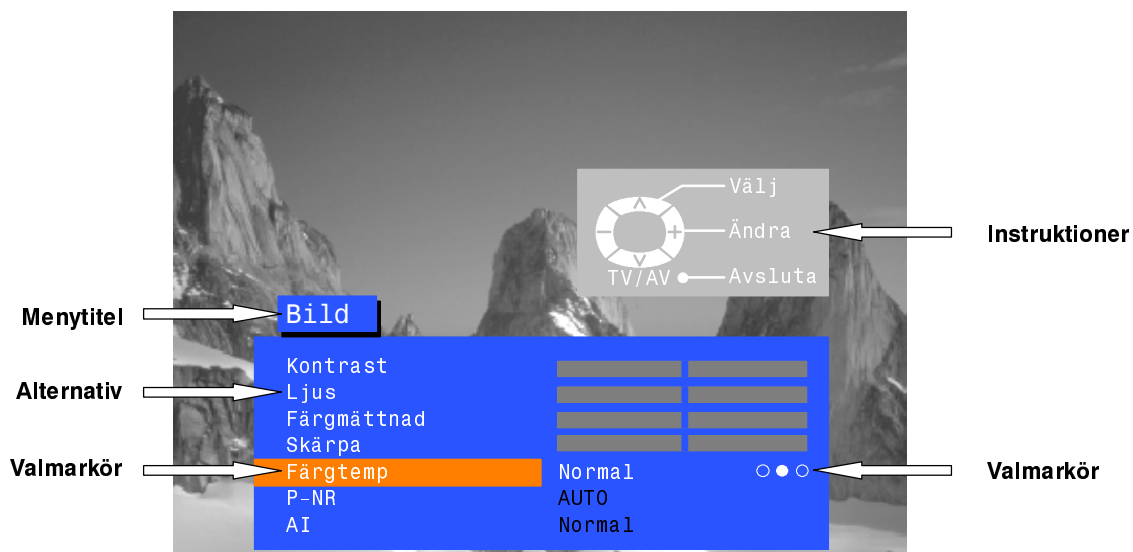 Välj
Ändra
TV/AV Avsluta
Instruktioner
Menytitel
Bild
Kontrast
Alternativ
Ljus
Färgmättnad
Skärpa
Valmarkör
Färgtemp Normal
Valmarkör
P-NR AUTO
AI Normal